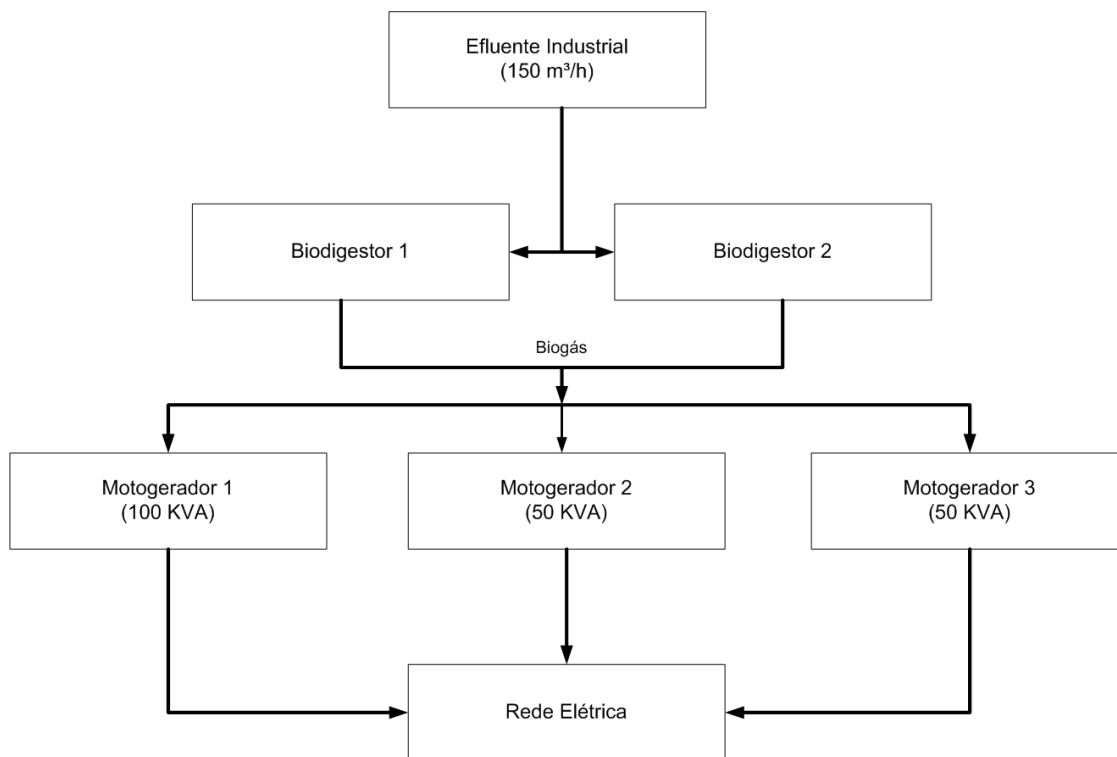 Efluente Industrial
(150 m³/h)
Biodigestor 1
Biodigestor 2
Biogás
Motogerador 1
(100 KVA)
Motogerador 2
(50 KVA)
Motogerador 3
(50 KVA)
Rede Elétrica